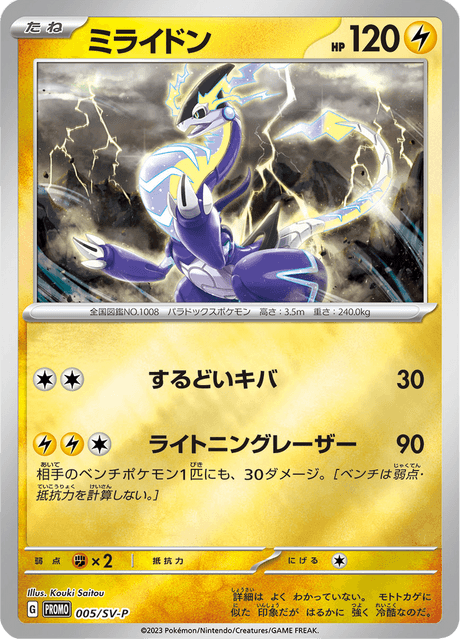 たね ミライドン HP 120
全国図鑑NO.1008 パラドックスポケモン 高さ:3.5m 重さ:240.0kg
するどいキバ 30
ライトニングレーザー 90
相手のベンチポケモン1匹にも、30ダメージ。[ベンチは弱点・
抵抗力を計算しない。]
弱点 ×2 抵抗力 にげる
Illus. Kouki Saitou
G PROMO 005/SV-P
詳細は よく わかっていない。 モトトカゲに
似た 印象だが はるかに 強く 冷酷だ。
©2023 Pokémon/Nintendo/Creatures/GAME FREAK.